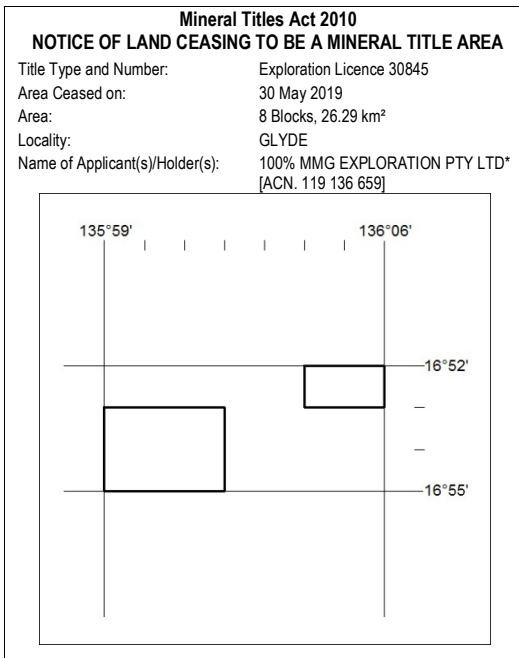 Mineral Titles Act 2010
NOTICE OF LAND CEASING TO BE A MINERAL TITLE AREA
Title Type and Number: Exploration Licence 30845
Area Ceased on: 30 May 2019
Area: 8 Blocks, 26.29 km²
Locality: GLYDE
Name of Applicant(s)/Holder(s): 100% MMG EXPLORATION PTY LTD*
[ACN. 119 136 659]
135°59' 136°06'
16°52'
16°55'